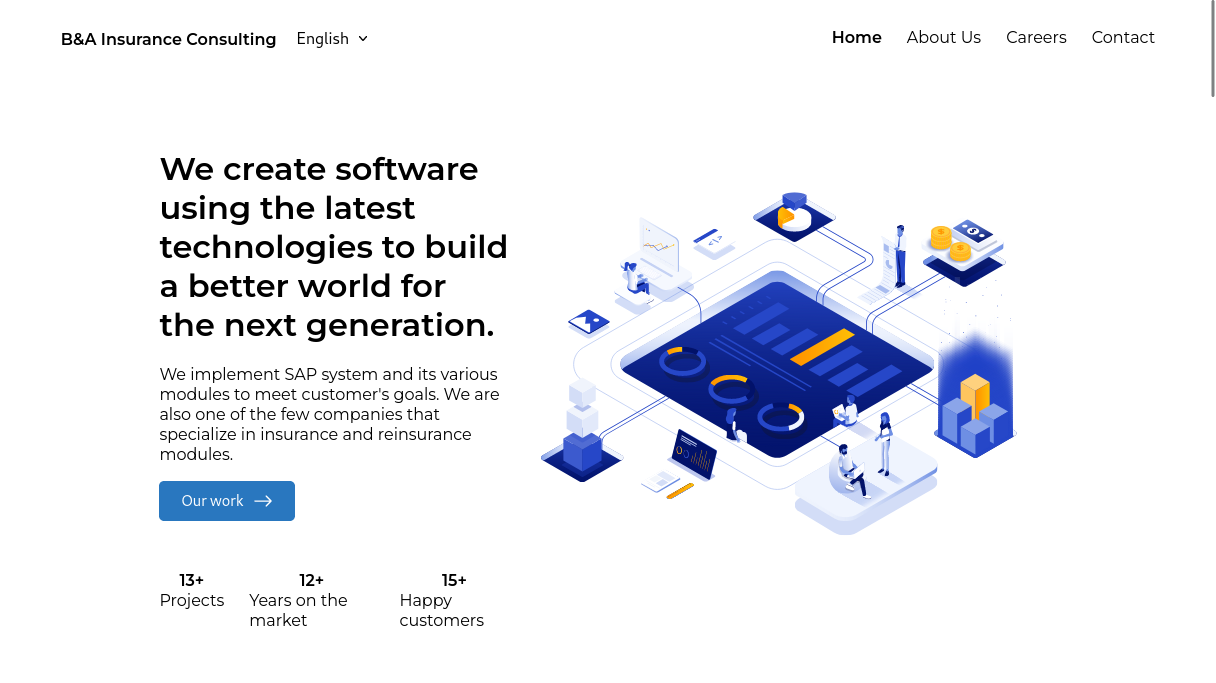 B&A Insurance Consulting English
Home About Us Careers Contact
We create software
using the latest
technologies to build
a better world for
the next generation.
We implement SAP system and its various
modules to meet customer's goals. We are
also one of the few companies that
specialize in insurance and reinsurance
modules.
Our work
13+
Projects
12+
Years on the
market
15+
Happy
customers